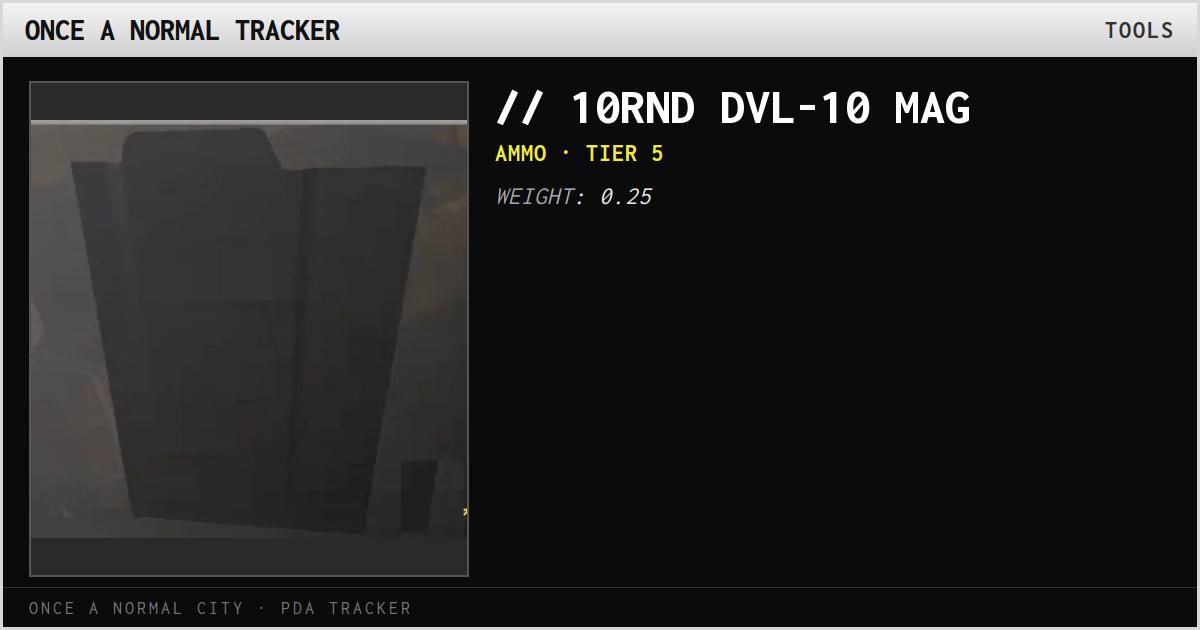 ONCE A NORMAL TRACKER
TOOLS
// 10RND DVL-10 MAG
AMMO · TIER 5
WEIGHT: 0.25
ONCE A NORMAL CITY · PDA TRACKER